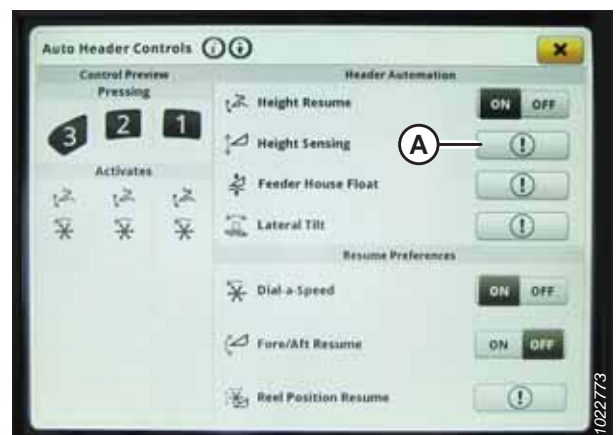 Auto Header Controls
Control Preview
Pressing
3 2 1
Activates
Header Automation
Height Resume ON OFF
Height Sensing
A
Feeder House Float
Lateral Tilt
Resume Preferences
Dial-a-Speed ON OFF
Fore/Aft Resume ON OFF
Reel Position Resume
1022773